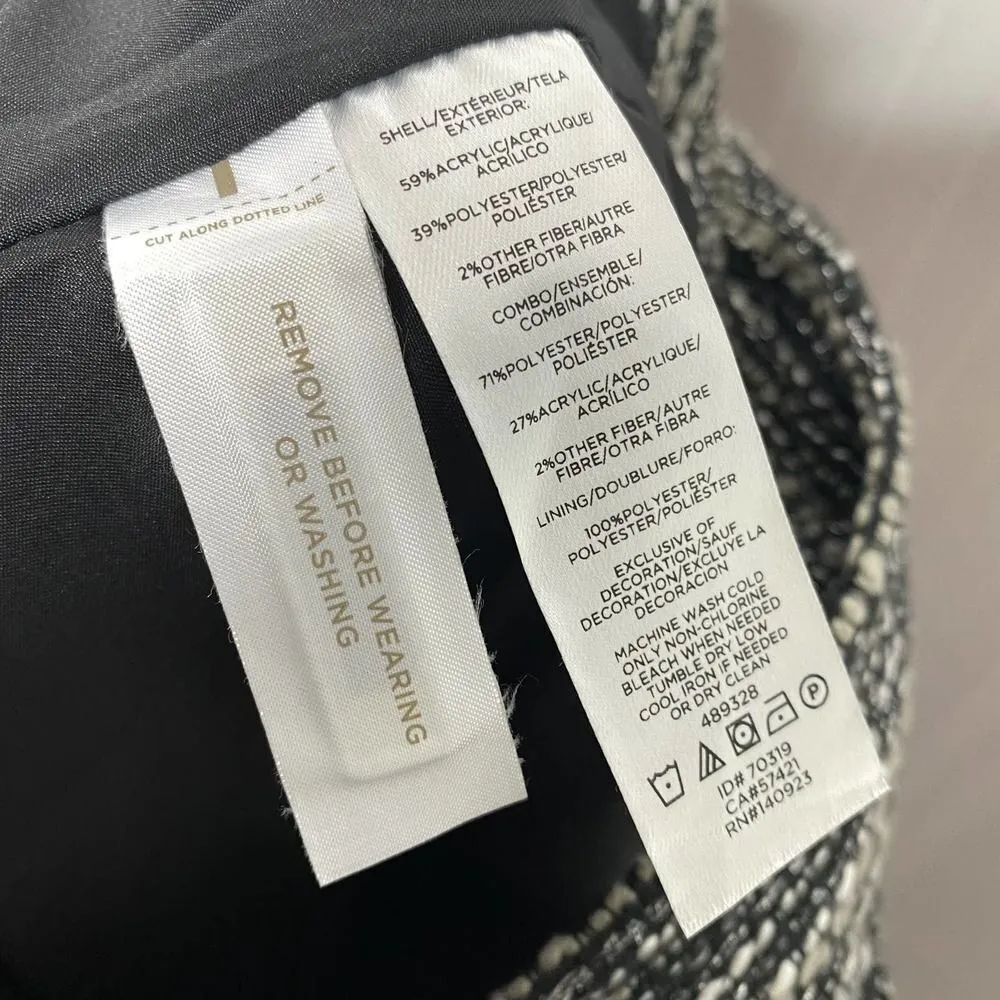 CUT ALONG DOTTED LINE
REMOVE BEFORE WEARING
OR WASHING
SHELL/EXTÉRIEUR/TELA
EXTERIOR:
59%ACRYLIC/ACRYLIQUE/
ACRÍLICO
39%POLYESTER/POLYESTER/
POLIÉSTER
2%OTHER FIBER/AUTRE
FIBRE/OTRA FIBRA
COMBO/ENSEMBLE/
COMBINACIÓN:
71%POLYESTER/POLYESTER/
POLIÉSTER
27%ACRYLIC/ACRYLIQUE/
ACRÍLICO
2%OTHER FIBER/AUTRE
FIBRE/OTRA FIBRA
LINING/DOUBLURE/FORRO:
100%POLYESTER/
POLYESTER/POLIÉSTER
EXCLUSIVE OF
DECORATION/SAUF
DECORATION/EXCLUYE LA
DECORACION
MACHINE WASH COLD
ONLY NON-CHLORINE
BLEACH WHEN NEEDED
TUMBLE DRY LOW
COOL IRON IF NEEDED
OR DRY CLEAN
489328
P
ID# 70319
CA#57421
RN#140923